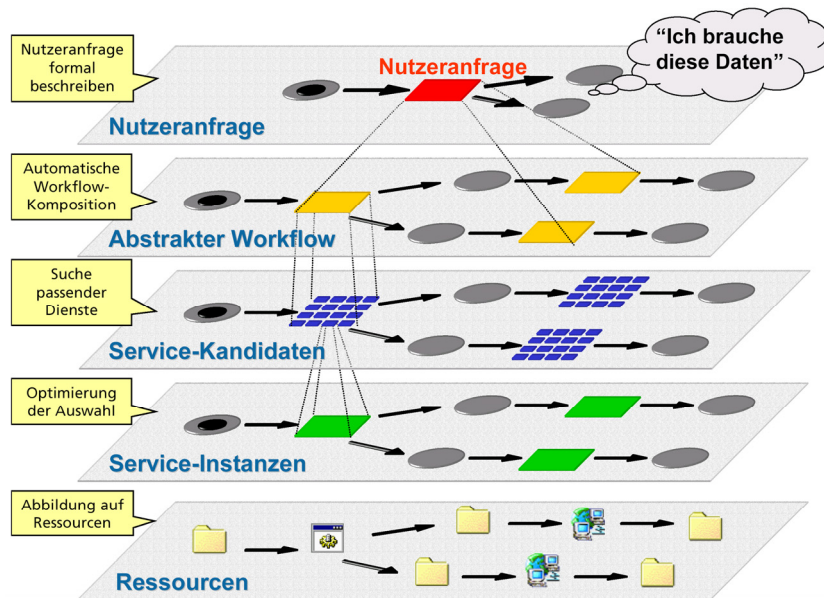 Nutzeranfrage
formal
beschreiben
“Ich brauche
diese Daten”
Nutzeranfrage
Nutzeranfrage
Automatische
Workflow-
Komposition
Abstrakter Workflow
Suche
passender
Dienste
Service-Kandidaten
Optimierung
der Auswahl
Service-Instanzen
Abbildung auf
Ressourcen
Ressourcen